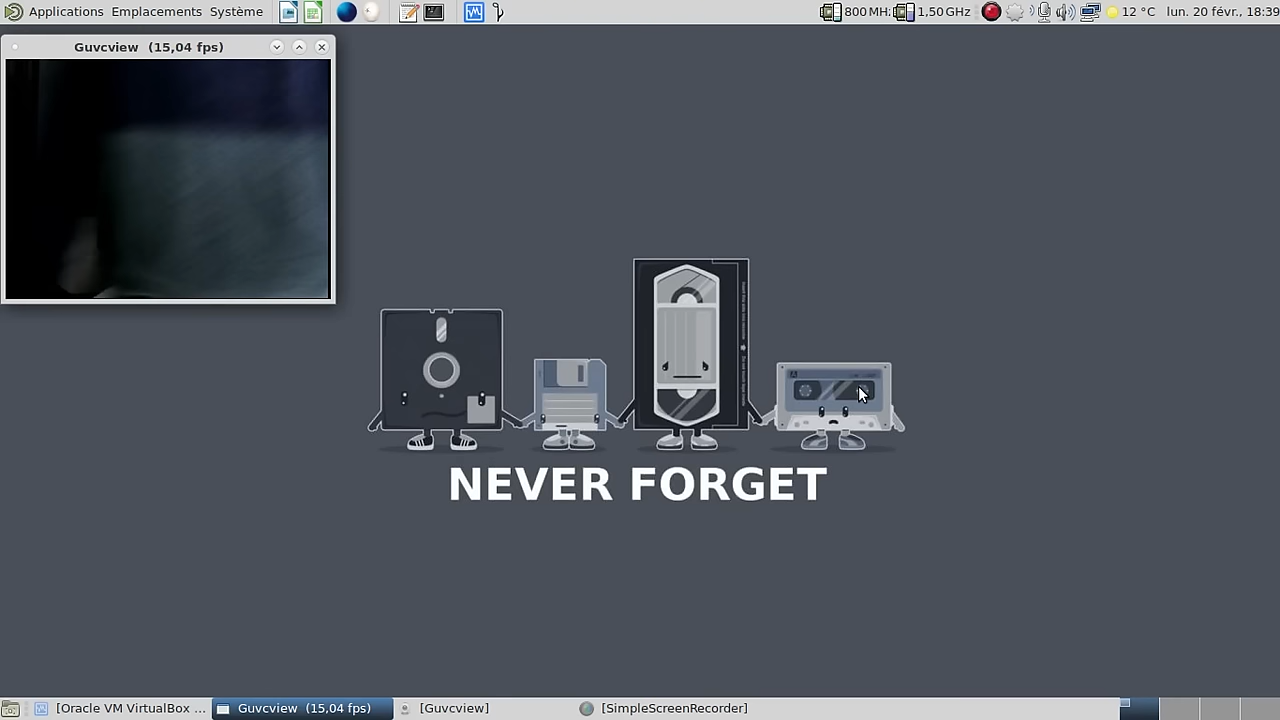 Applications Emplacements Système 800 MHz 1,50 GHz 12 °C lun. 20 févr., 18:39
Guvcview (15,04 fps)
NEVER FORGET
[Oracle VM VirtualBox ... Guvcview (15,04 fps) [Guvcview] [SimpleScreenRecorder]